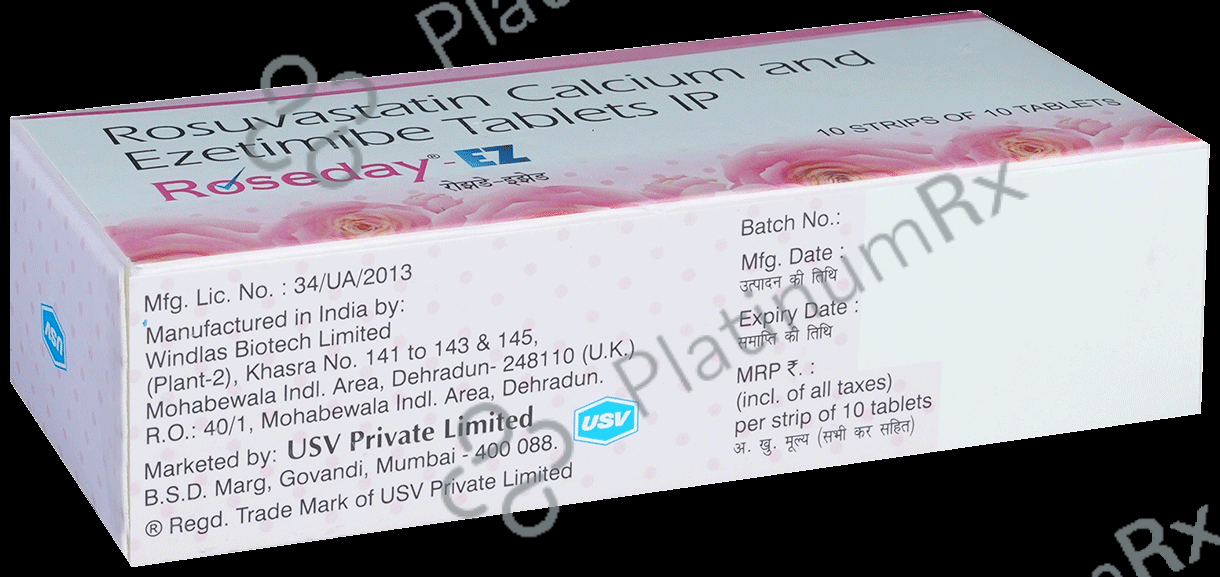 Rosuvastatin Calcium and
Ezetimibe Tablets IP
Roseday®-EZ
रोझडे-इझेड
10 STRIPS OF 10 TABLETS
Mfg. Lic. No. : 34/UA/2013
Manufactured in India by:
Windlas Biotech Limited
(Plant-2), Khasra No. 141 to 143 & 145,
Mohabewala Indl. Area, Dehradun- 248110 (U.K.)
R.O.: 40/1, Mohabewala Indl. Area, Dehradun.
Marketed by: USV Private Limited
B.S.D. Marg, Govandi, Mumbai - 400 088.
® Regd. Trade Mark of USV Private Limited
USV
Batch No.:
Mfg. Date :
उत्पादन की तिथि
Expiry Date :
समाप्ति की तिथि
MRP ₹. :
(incl. of all taxes)
per strip of 10 tablets
अ. खु. मूल्य (सभी कर सहित)
USV
PlatinumRx
PlatinumRx
Rx